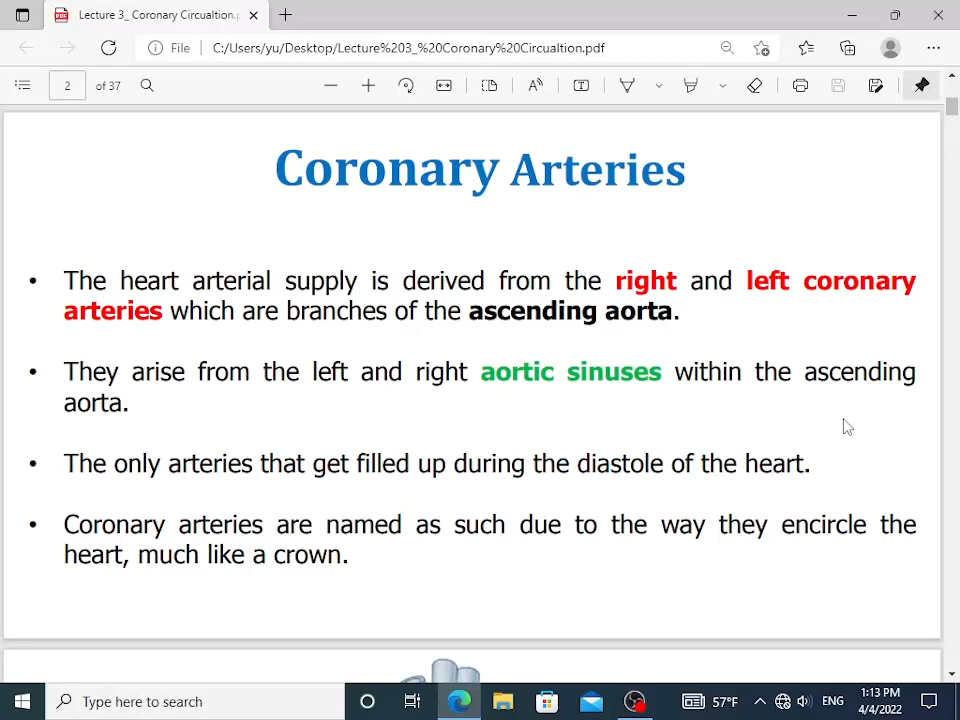 Lecture 3_ Coronary Circualtion.p
File
C:/Users/yu/Desktop/Lecture%203_%20Coronary%20Circualtion.pdf
2 of 37
Coronary Arteries
• The heart arterial supply is derived from the right and left coronary
arteries which are branches of the ascending aorta.
• They arise from the left and right aortic sinuses within the ascending
aorta.
• The only arteries that get filled up during the diastole of the heart.
• Coronary arteries are named as such due to the way they encircle the
heart, much like a crown.
Type here to search
57°F
ENG
1:13 PM
4/4/2022